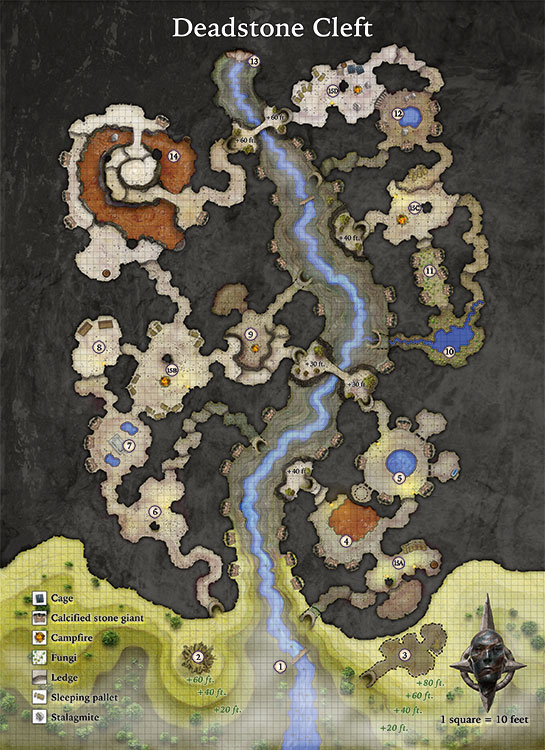 Deadstone Cleft
13
15D
+60 ft.
12
+60 ft.
14
15C
+40 ft.
11
9
10
8
15B
+30 ft.
+30 ft.
7
5
+40 ft.
6
4
15A
Cage
Calcified stone giant
Campfire
Fungi
Ledge
Sleeping pallet
Stalagmite
2
1
3
+60 ft.
+40 ft.
+20 ft.
+80 ft.
+60 ft.
+40 ft.
+20 ft.
1 square = 10 feet